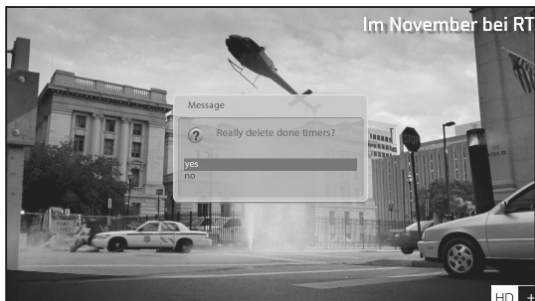 Im November bei RT
Message
Really delete done timers?
yes
no
HD +